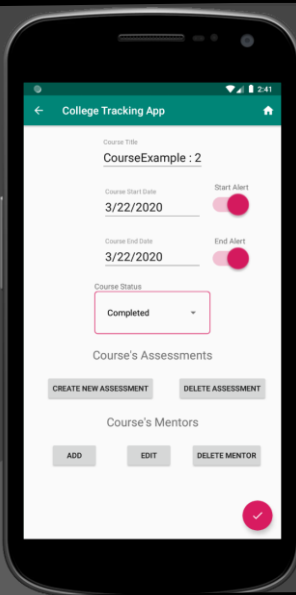 2:41
College Tracking App
Course Title
CourseExample : 2
Course Start Date
Start Alert
3/22/2020
Course End Date
End Alert
3/22/2020
Course Status
Completed
Course's Assessments
CREATE NEW ASSESSMENT DELETE ASSESSMENT
Course's Mentors
ADD EDIT DELETE MENTOR